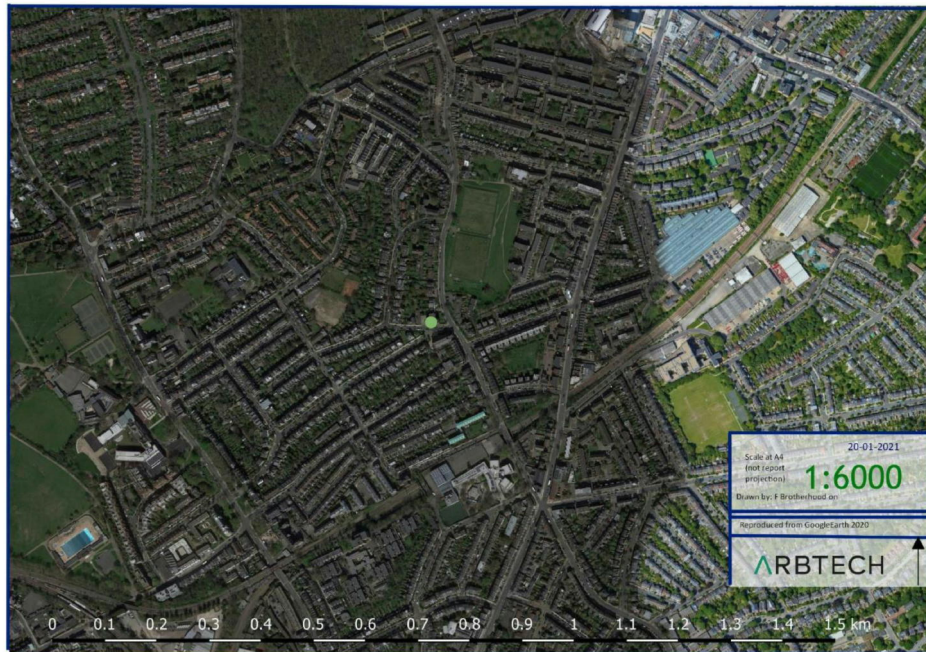 20-01-2021
Scale at A4
(not report
projection)
1:6000
Drawn by: F Brotherhood on
Reproduced from GoogleEarth 2020
ARBTECH
0 0.1 0.2 0.3 0.4 0.5 0.6 0.7 0.8 0.9 1 1.1 1.2 1.3 1.4 1.5 km